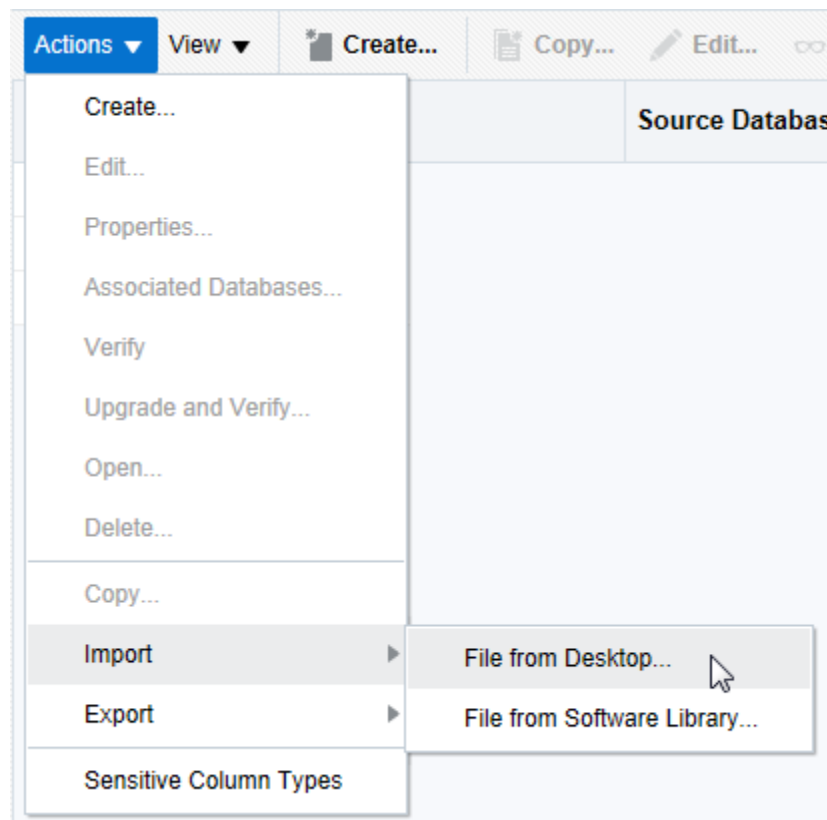 Actions View Create... Copy... Edit...
Source Databas
Create...
Edit...
Properties...
Associated Databases...
Verify
Upgrade and Verify...
Open...
Delete...
Copy...
Import
File from Desktop...
Export
File from Software Library...
Sensitive Column Types